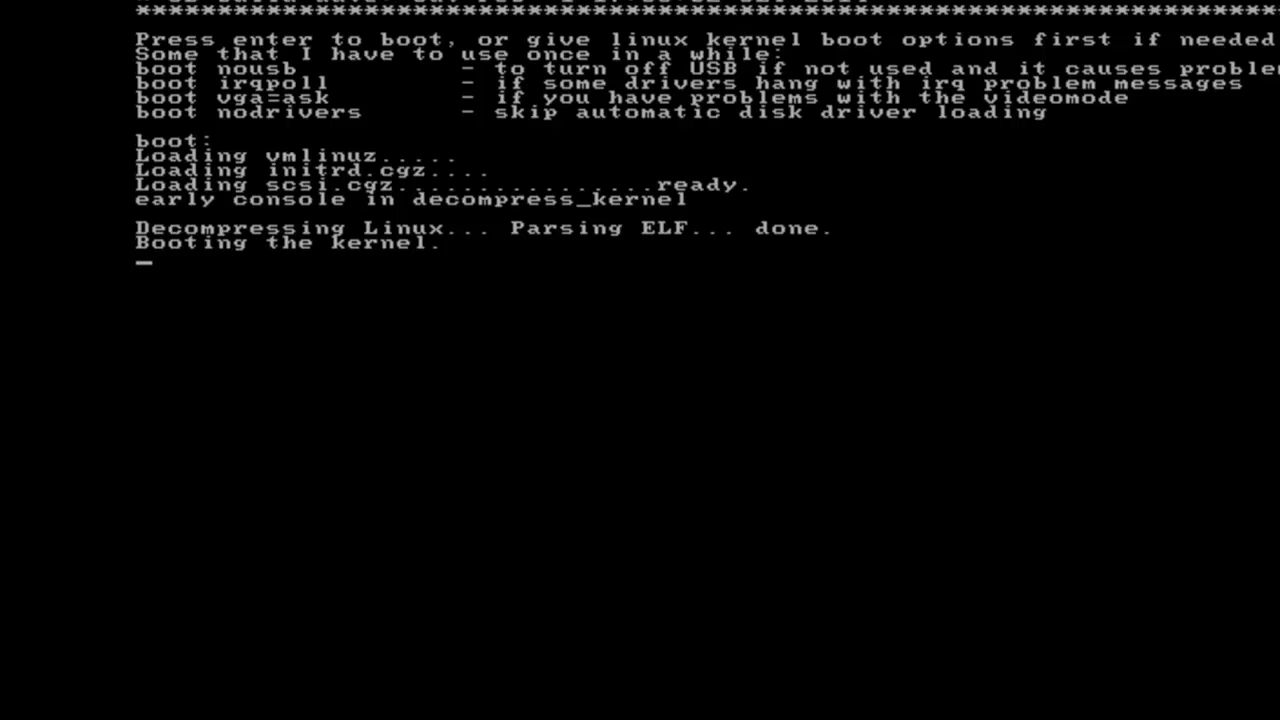 ****************************************************************************************************
Press enter to boot, or give linux kernel boot options first if needed
Some that I have to use once in a while:
boot nousb - to turn off USB if not used and it causes
boot irqpoll - if some drivers hang with irq problem messages
boot vga=ask - if you have problems with the videomode
boot nodrivers - skip automatic disk driver loading
boot:
Loading vmlinuz.....
Loading initrd.cgz....
Loading scsi.cgz................ready.
early console in decompress_kernel
Decompressing Linux... Parsing ELF... done.
Booting the kernel.